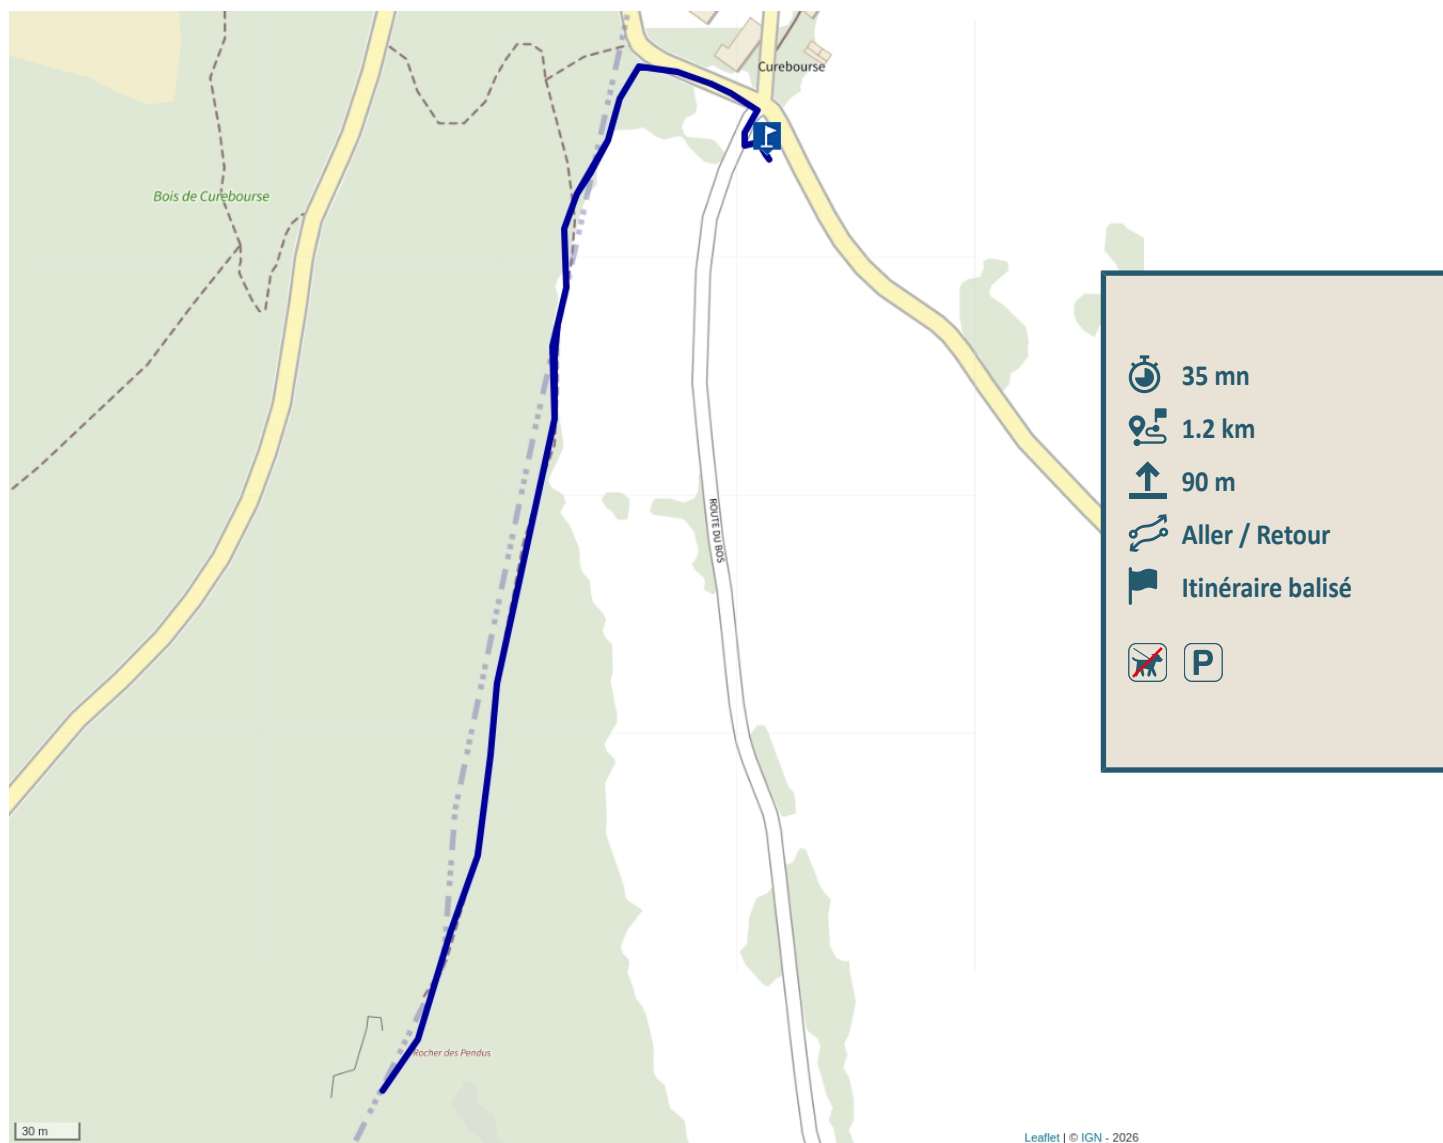 Curebourse
Bois de Curebourse
35 mn
1.2 km
90 m
Aller / Retour
Itinéraire balisé
P
ROUTE DU BOS
Rocher des Pendus
30 m
Leaflet | © IGN - 2026